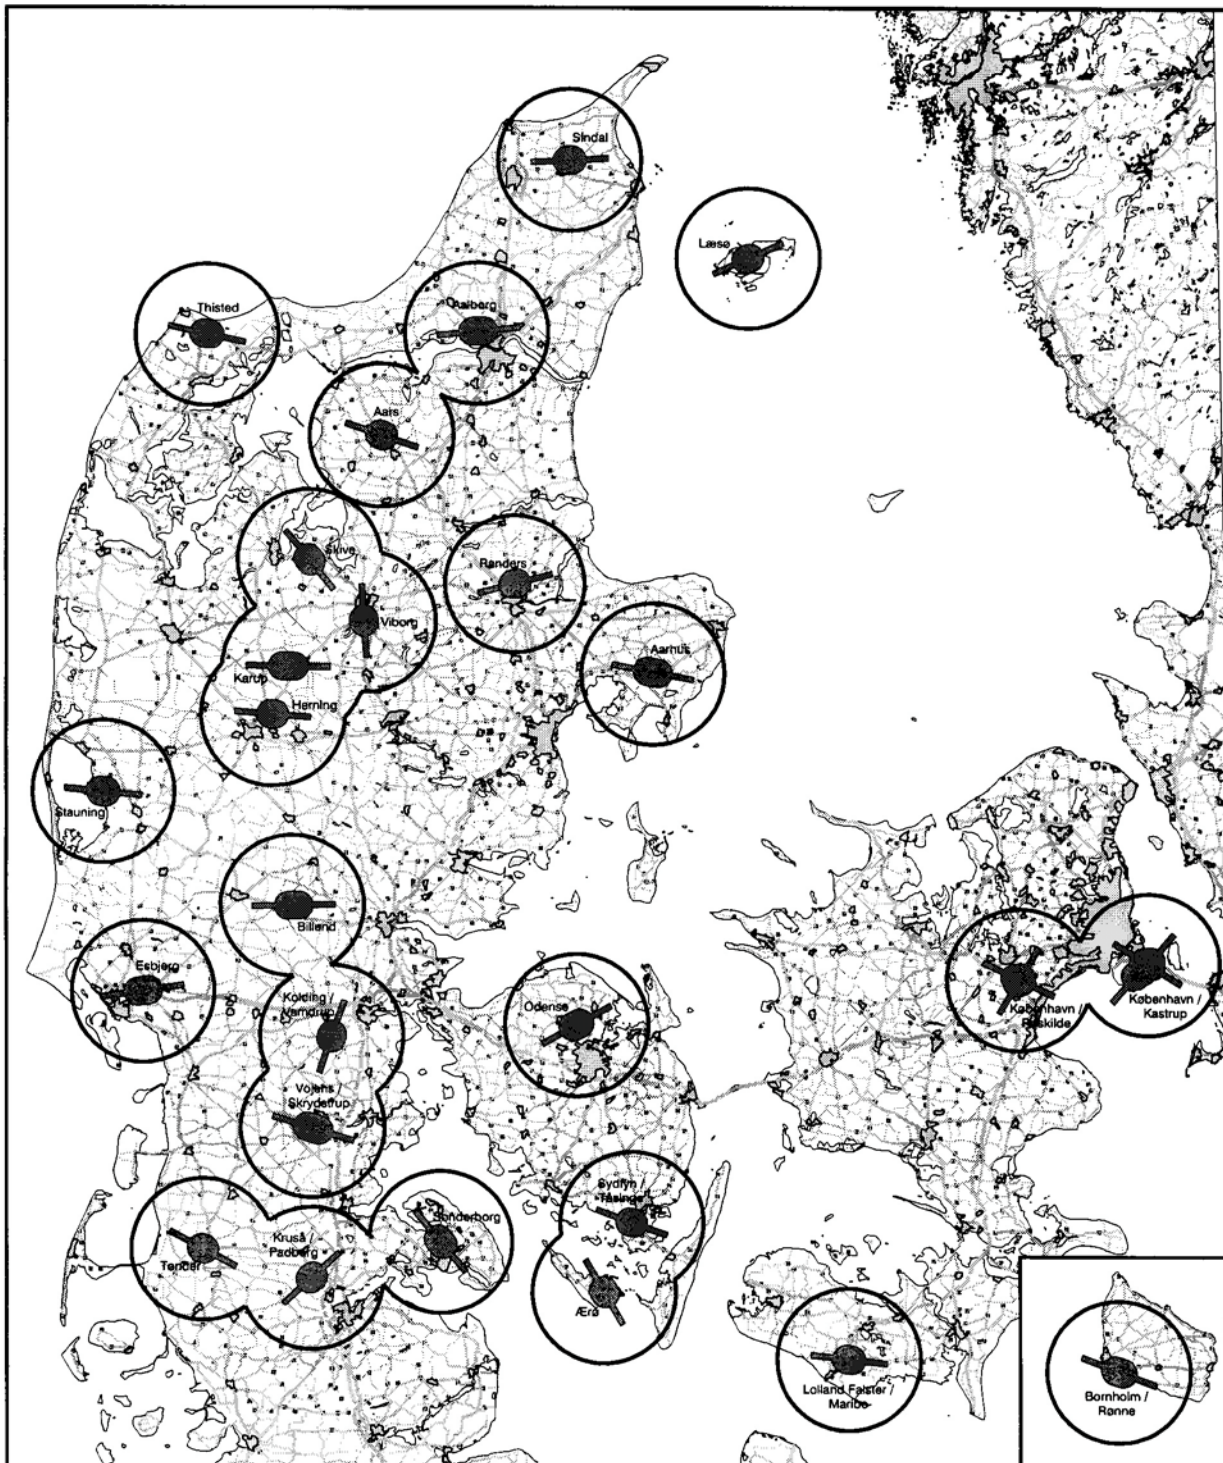 Sindal
Læsø
Thisted
Aalborg
Aars
Skive
Viborg
Randers
Aarhus
Karup
Herning
Stauning
Billund
Esbjerg
Kolding /
Vamdrup
Odense
København /
Roskilde
København /
Kastrup
Vojens /
Skrydstrup
Sydfyn /
Tåsinge
Sønderborg
Kruså /
Padborg
Tønder
Ærø
Lolland Falster /
Maribo
Bornholm /
Rønne